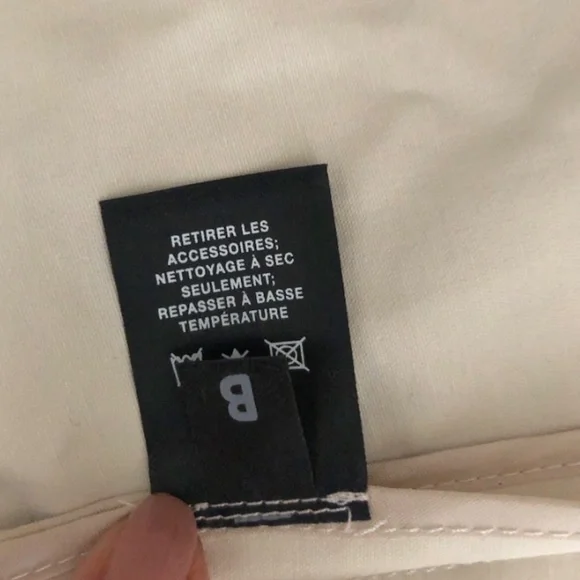 RETIRER LES
ACCESSOIRES;
NETTOYAGE À SEC
SEULEMENT;
REPASSER À BASSE
TEMPÉRATURE
B